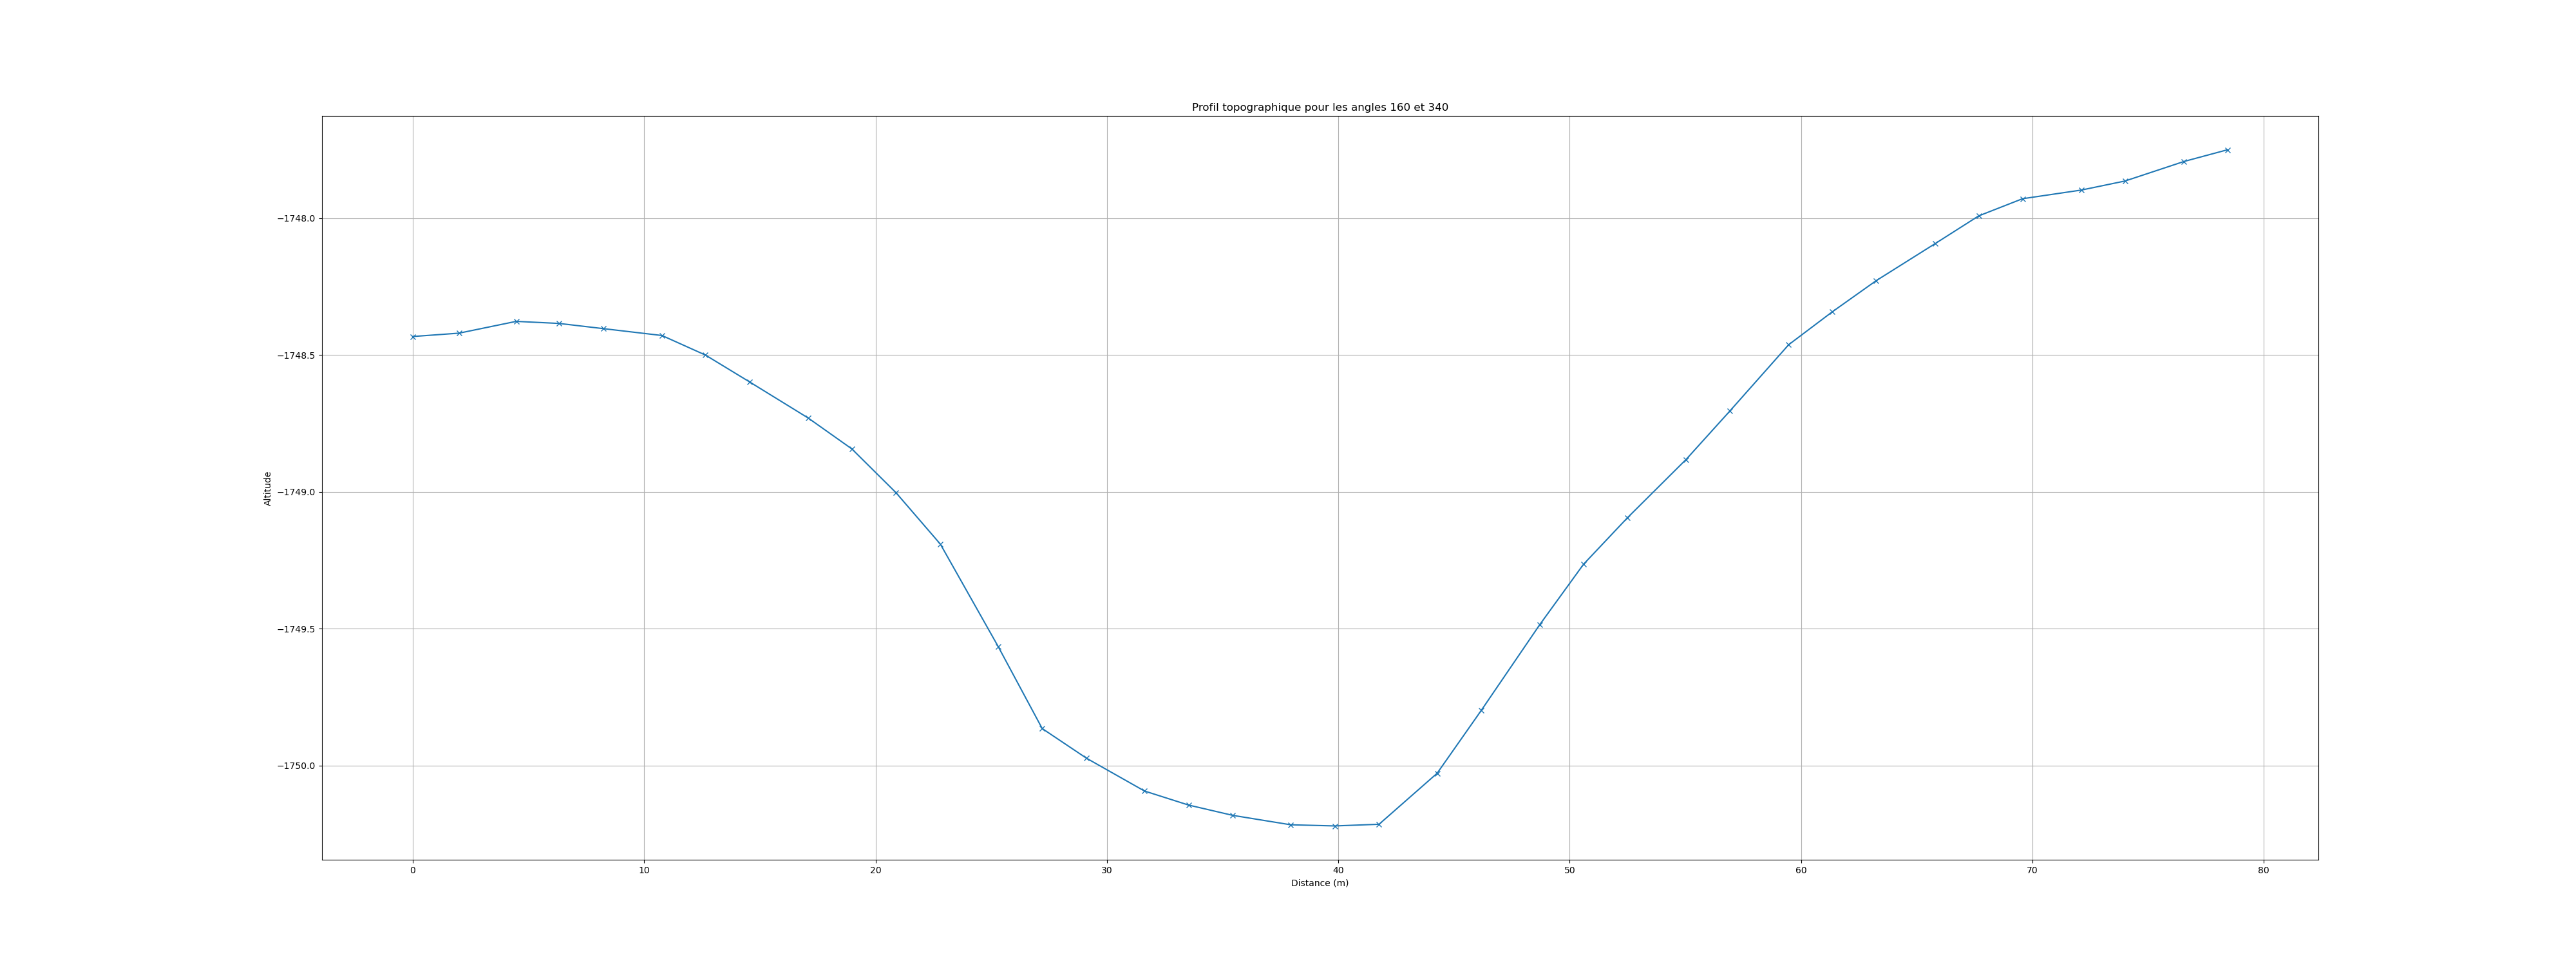 Profil topographique pour les angles 160 et 340
−1748.0
−1748.5
−1749.0
Altitude
−1749.5
−1750.0
0 10 20 30 40 50 60 70 80
Distance (m)